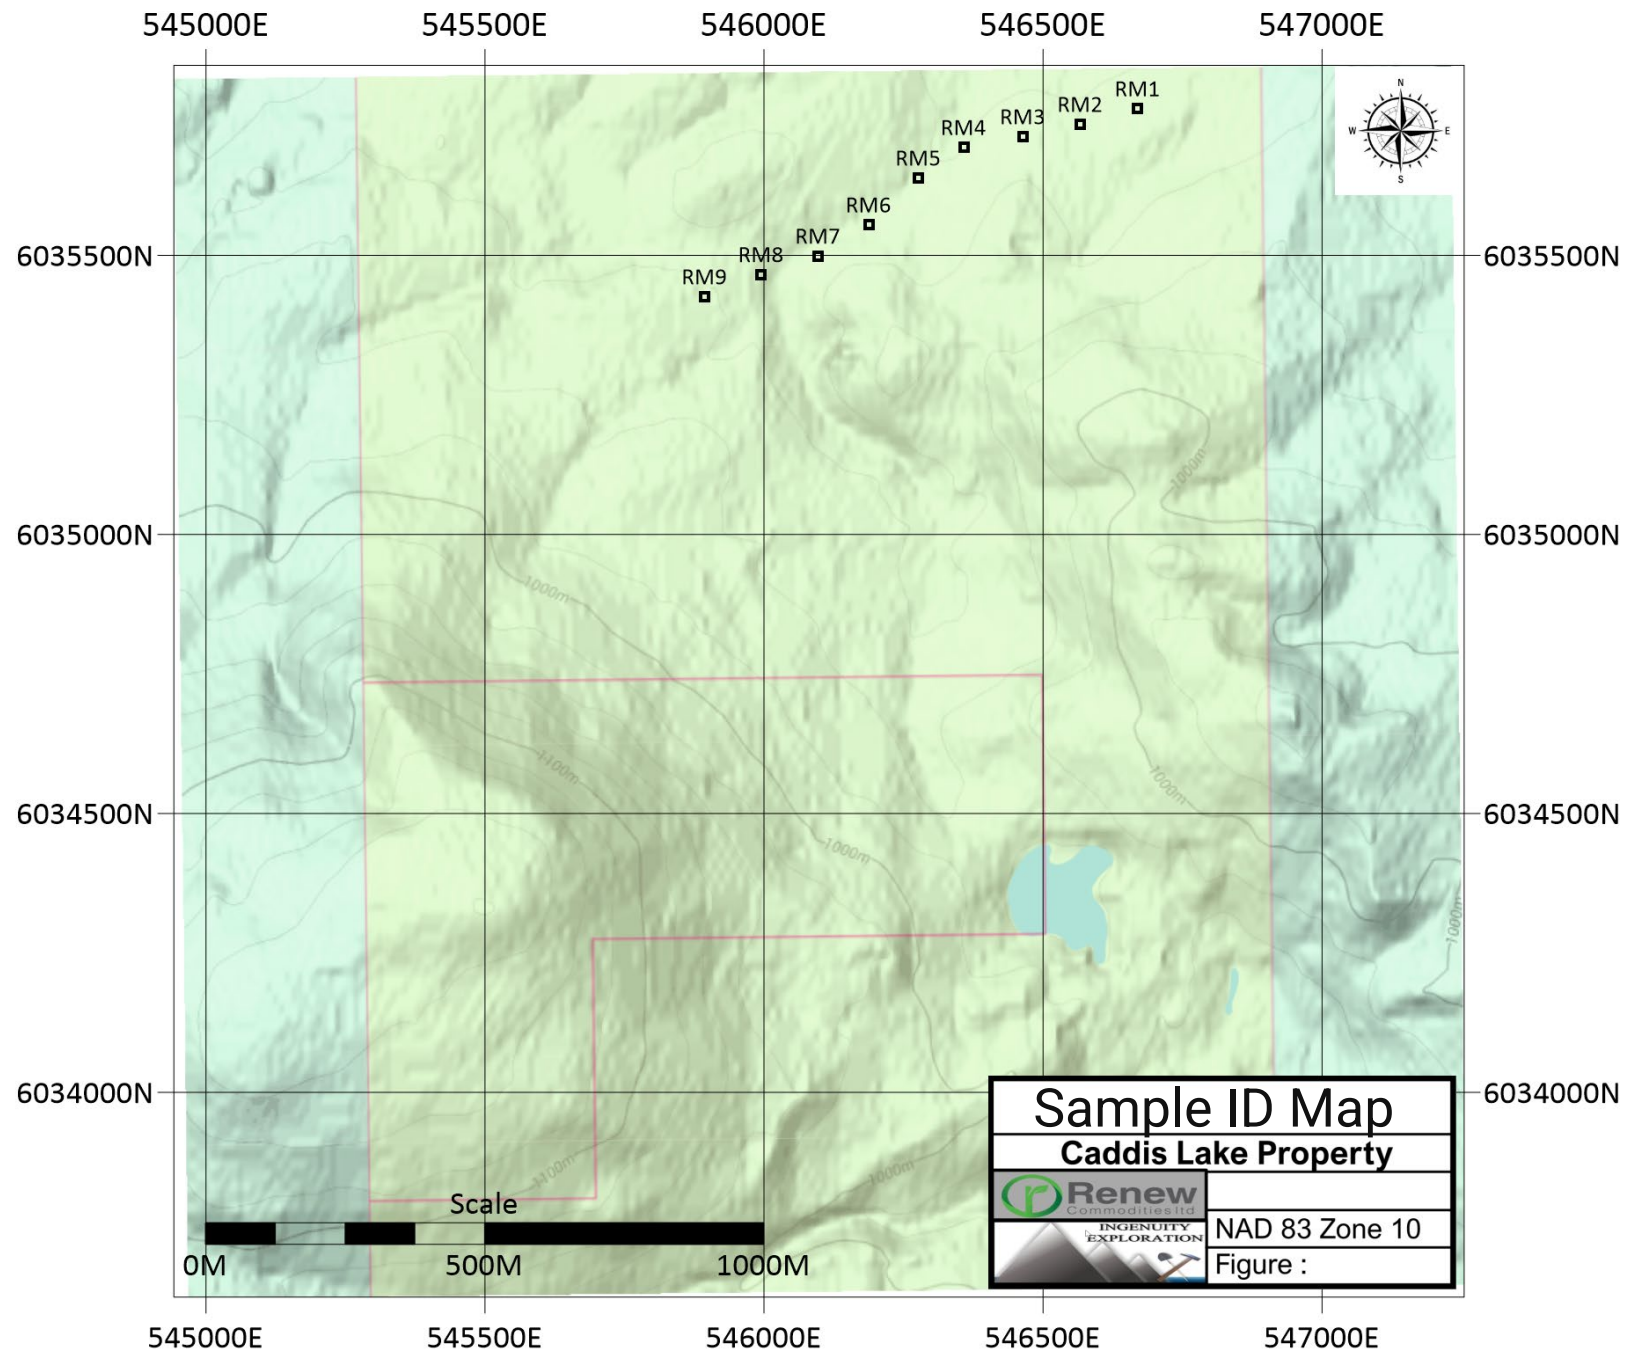 545000E 545500E 546000E 546500E 547000E
N
W E
S
RM1
RM2
RM3
RM4
RM5
RM6
RM7
RM8
RM9
6035500N 6035500N
1000m
6035000N 6035000N
1000m
1100m
1000m
6034500N 6034500N
1000m
1000m
6034000N 6034000N
1100m
1000m
Sample ID Map
Caddis Lake Property
r Renew
Commodities ltd
INGENUITY
EXPLORATION
NAD 83 Zone 10
Figure :
Scale
0M 500M 1000M
545000E 545500E 546000E 546500E 547000E